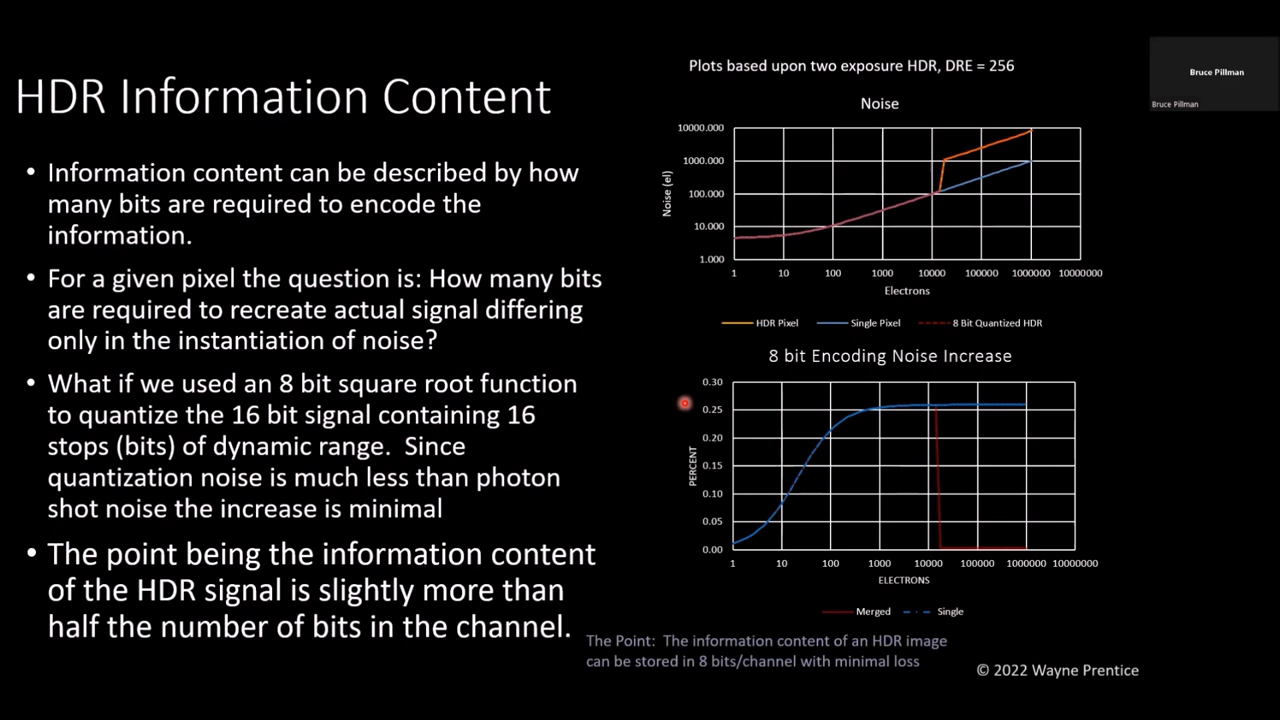 HDR Information Content
• Information content can be described by how
many bits are required to encode the
information.
• For a given pixel the question is: How many bits
are required to recreate actual signal differing
only in the instantiation of noise?
• What if we used an 8 bit square root function
to quantize the 16 bit signal containing 16
stops (bits) of dynamic range. Since
quantization noise is much less than photon
shot noise the increase is minimal
• The point being the information content
of the HDR signal is slightly more than
half the number of bits in the channel.
Plots based upon two exposure HDR, DRE = 256
Noise
10000.000
1000.000
100.000
10.000
1.000
Noise (el)
1 10 100 1000 10000 100000 1000000 10000000
Electrons
HDR Pixel Single Pixel 8 Bit Quantized HDR
8 bit Encoding Noise Increase
0.30
0.25
0.20
0.15
0.10
0.05
0.00
PERCENT
1 10 100 1000 10000 100000 1000000 10000000
ELECTRONS
Merged Single
The Point: The information content of an HDR image
can be stored in 8 bits/channel with minimal loss
© 2022 Wayne Prentice
Bruce Pillman
Bruce Pillman